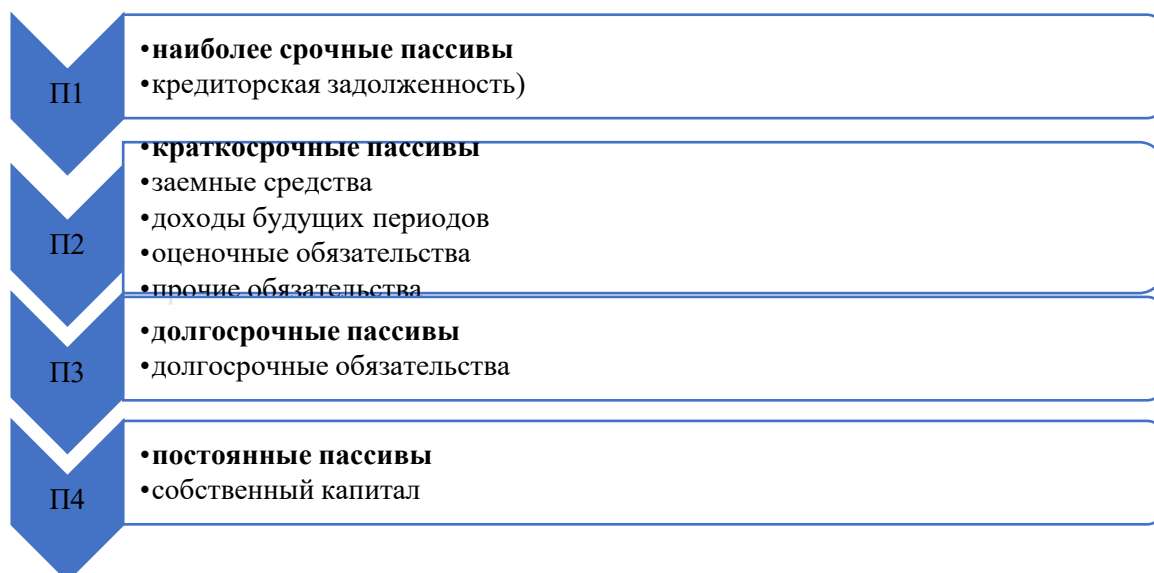 П1
•наиболее срочные пассивы
•кредиторская задолженность)
П2
•краткосрочные пассивы
•заемные средства
•доходы будущих периодов
•оценочные обязательства
•прочие обязательства
П3
•долгосрочные пассивы
•долгосрочные обязательства
П4
•постоянные пассивы
•собственный капитал